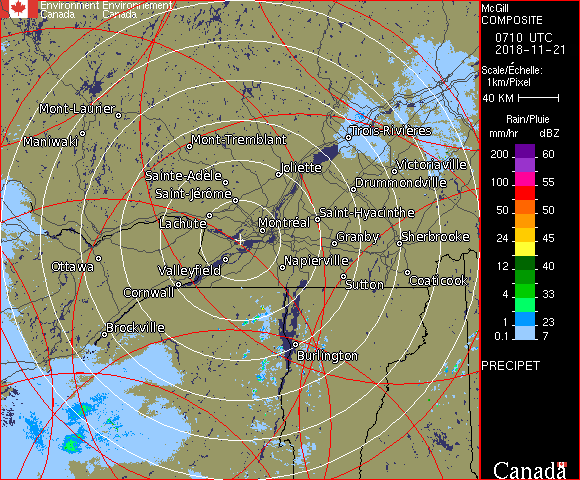 Environment Environnement
Canada Canada
McGill
COMPOSITE
0710 UTC
2018-11-21
Scale/Échelle:
1km/Pixel
40 KM
Rain/Pluie
mm/hr dBZ
200 60
57
100 55
50 50
24 45
12 40
4 33
1 23
0.1 7
PRECIPET
Mont-Laurier
Maniwaki
Mont-Tremblant
Trois-Rivières
Sainte-Adèle
Joliette
Victoriaville
Saint-Jérôme
Drummondville
Lachute
Montréal
Saint-Hyacinthe
Granby
Sherbrooke
Ottawa
Valleyfield
Napierville
Cornwall
Sutton
Coaticook
Brockville
Burlington
Canada